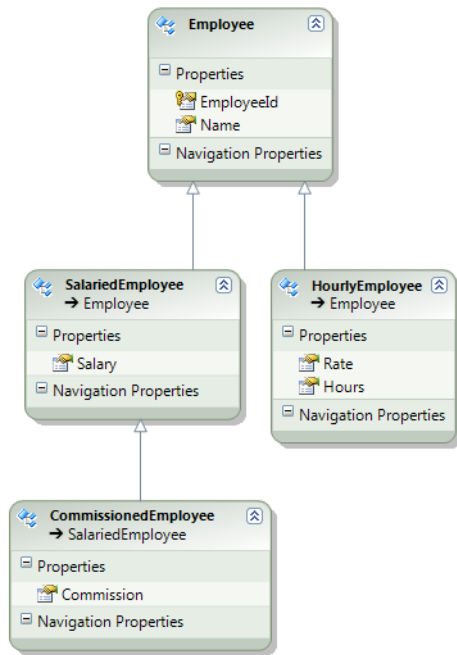 Employee
Properties
EmployeeId
Name
Navigation Properties
SalariedEmployee
→ Employee
Properties
Salary
Navigation Properties
HourlyEmployee
→ Employee
Properties
Rate
Hours
Navigation Properties
CommissionedEmployee
→ SalariedEmployee
Properties
Commission
Navigation Properties